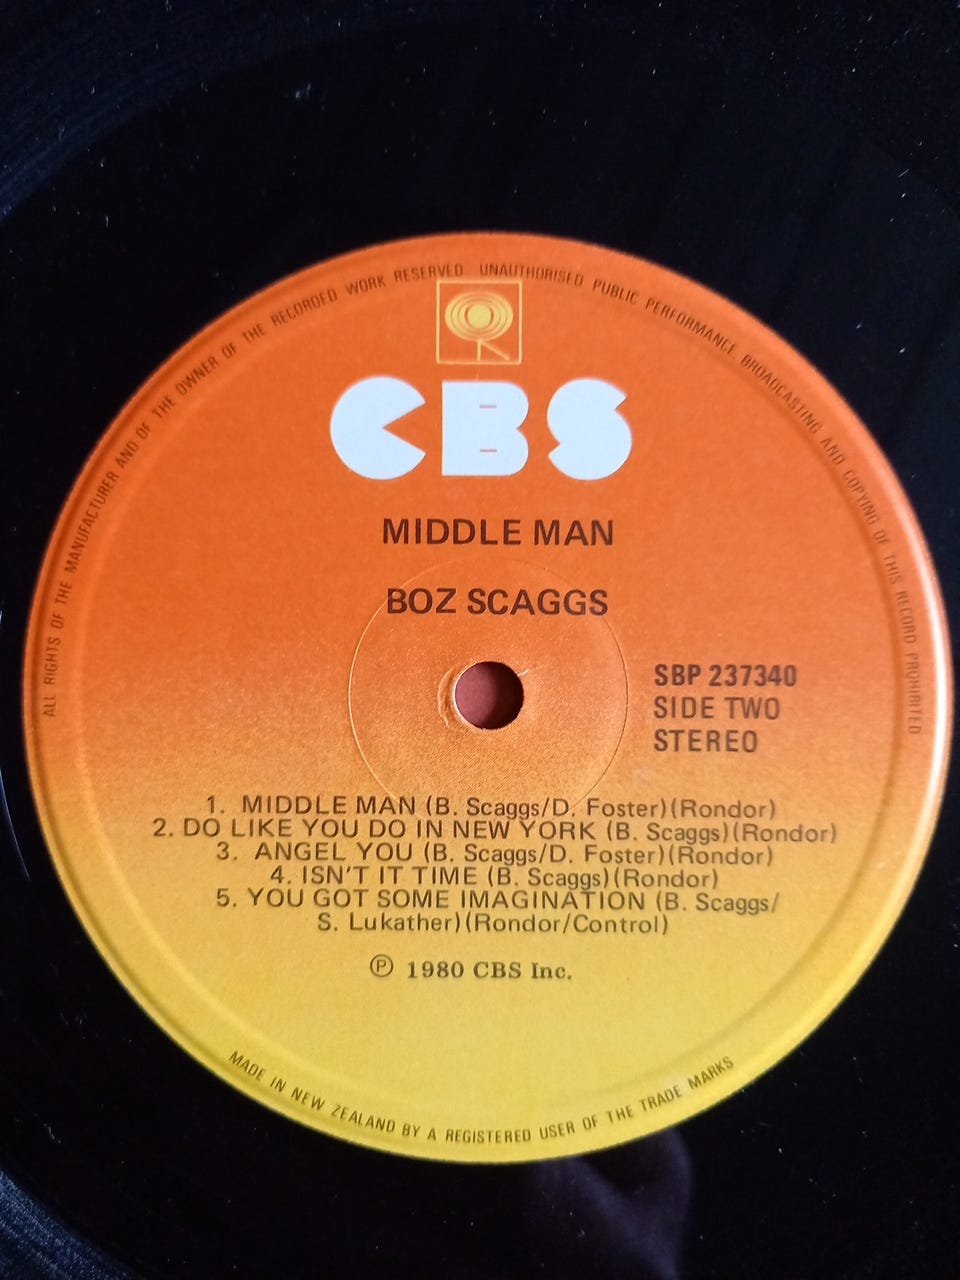 ALL RIGHTS OF THE MANUFACTURER AND OF THE OWNER OF THE RECORDED WORK RESERVED UNAUTHORISED PUBLIC PERFORMANCE BROADCASTING AND COPYING OF THIS RECORD PROHIBITED
CBS
MIDDLE MAN
BOZ SCAGGS
SBP 237340
SIDE TWO
STEREO
1. MIDDLE MAN (B. Scaggs/D. Foster)(Rondor)
2. DO LIKE YOU DO IN NEW YORK (B. Scaggs)(Rondor)
3. ANGEL YOU (B. Scaggs/D. Foster)(Rondor)
4. ISN'T IT TIME (B. Scaggs)(Rondor)
5. YOU GOT SOME IMAGINATION (B. Scaggs/
S. Lukather)(Rondor/Control)
℗ 1980 CBS Inc.
MADE IN NEW ZEALAND BY A REGISTERED USER OF THE TRADE MARKS